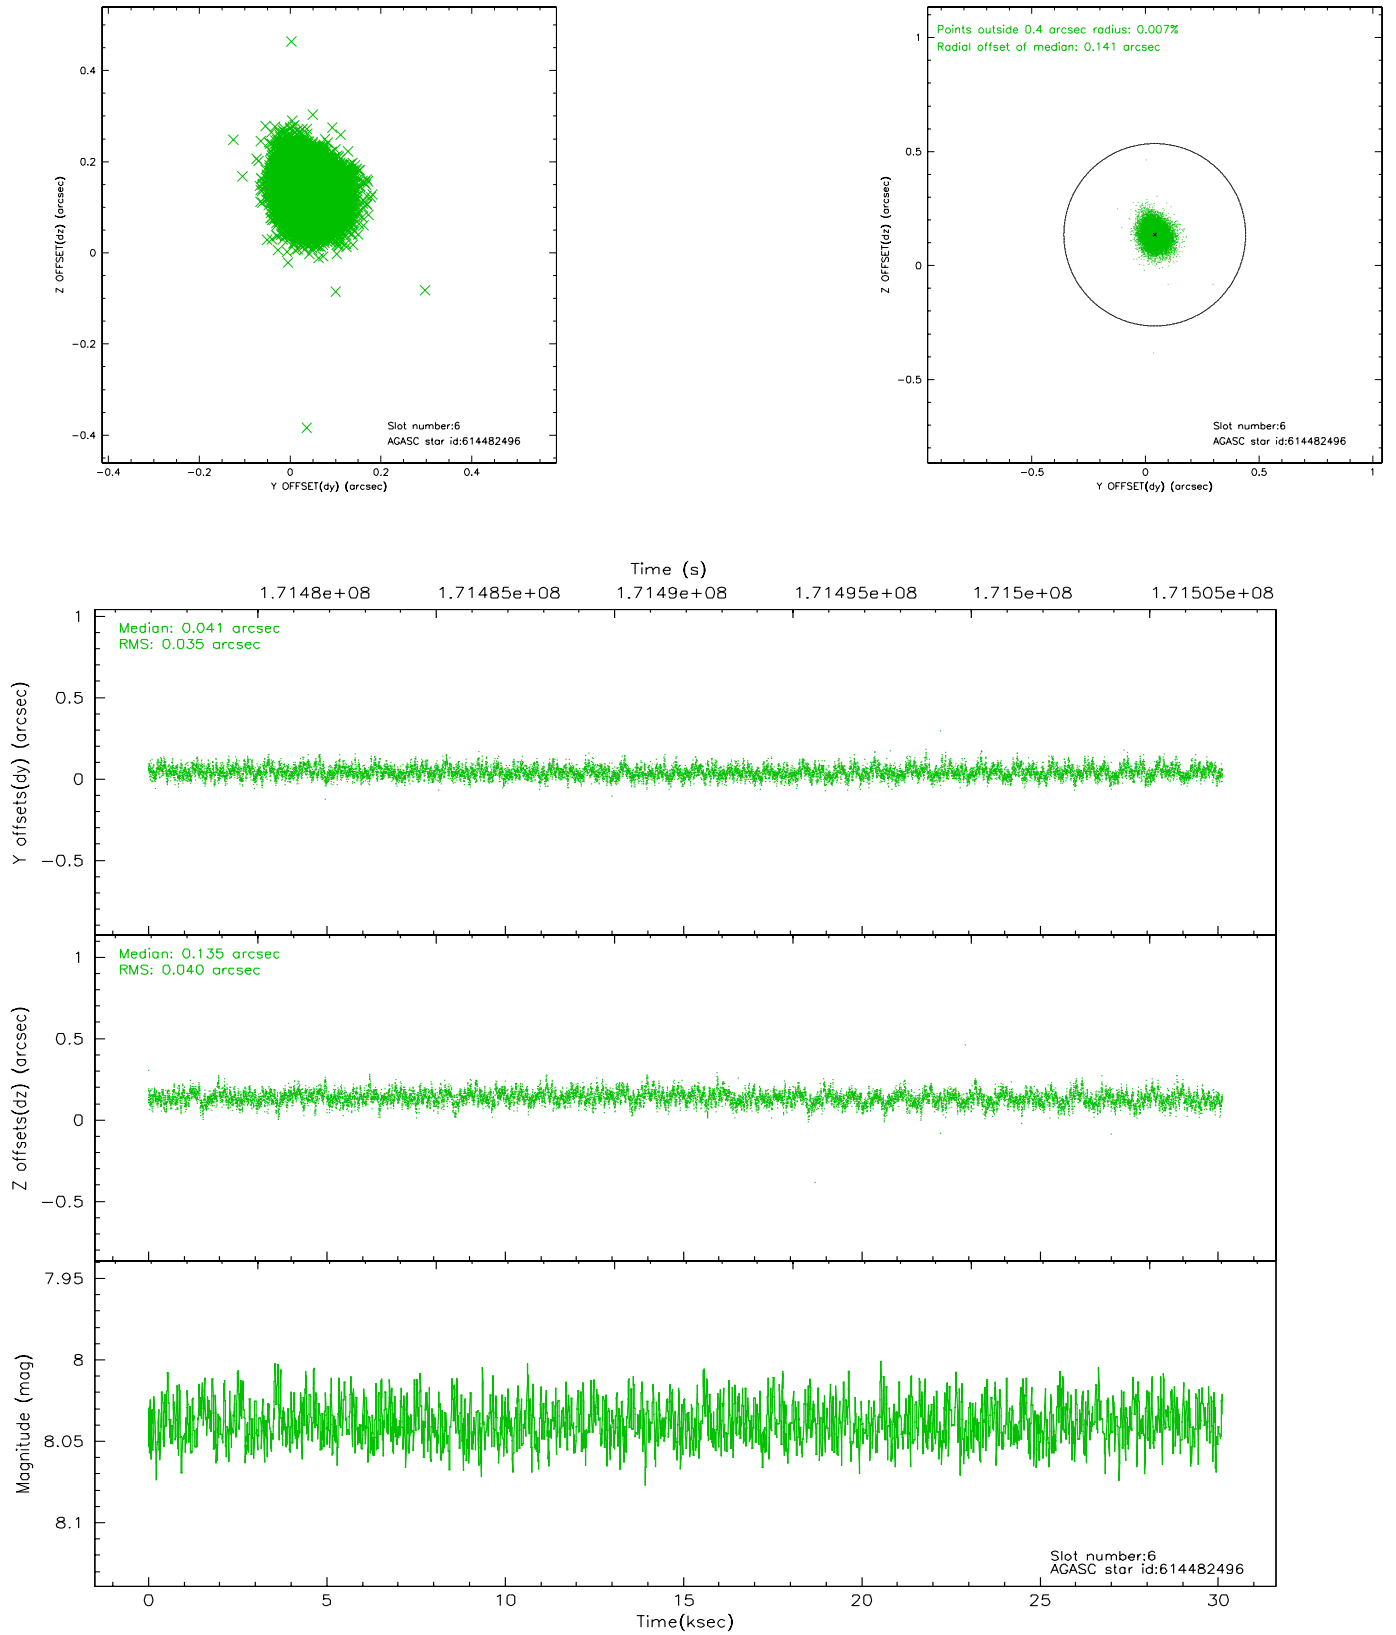 0.4
0.2
0
−0.2
−0.4
Z OFFSET(dz) (arcsec)
Slot number:6
AGASC star id:614482496
−0.4 −0.2 0 0.2 0.4
Y OFFSET(dy) (arcsec)
Points outside 0.4 arcsec radius: 0.007%
Radial offset of median: 0.141 arcsec
1
0.5
0
−0.5
Z OFFSET(dz) (arcsec)
Slot number:6
AGASC star id:614482496
−0.5 0 0.5 1
Y OFFSET(dy) (arcsec)
Time (s)
1.7148e+08 1.71485e+08 1.7149e+08 1.71495e+08 1.715e+08 1.71505e+08
Median: 0.041 arcsec
RMS: 0.035 arcsec
1
0.5
0
−0.5
Y offsets(dy) (arcsec)
Median: 0.135 arcsec
RMS: 0.040 arcsec
1
0.5
0
−0.5
Z offsets(dz) (arcsec)
7.95
8
8.05
8.1
Magnitude (mag)
Slot number:6
AGASC star id:614482496
0 5 10 15 20 25 30
Time(ksec)